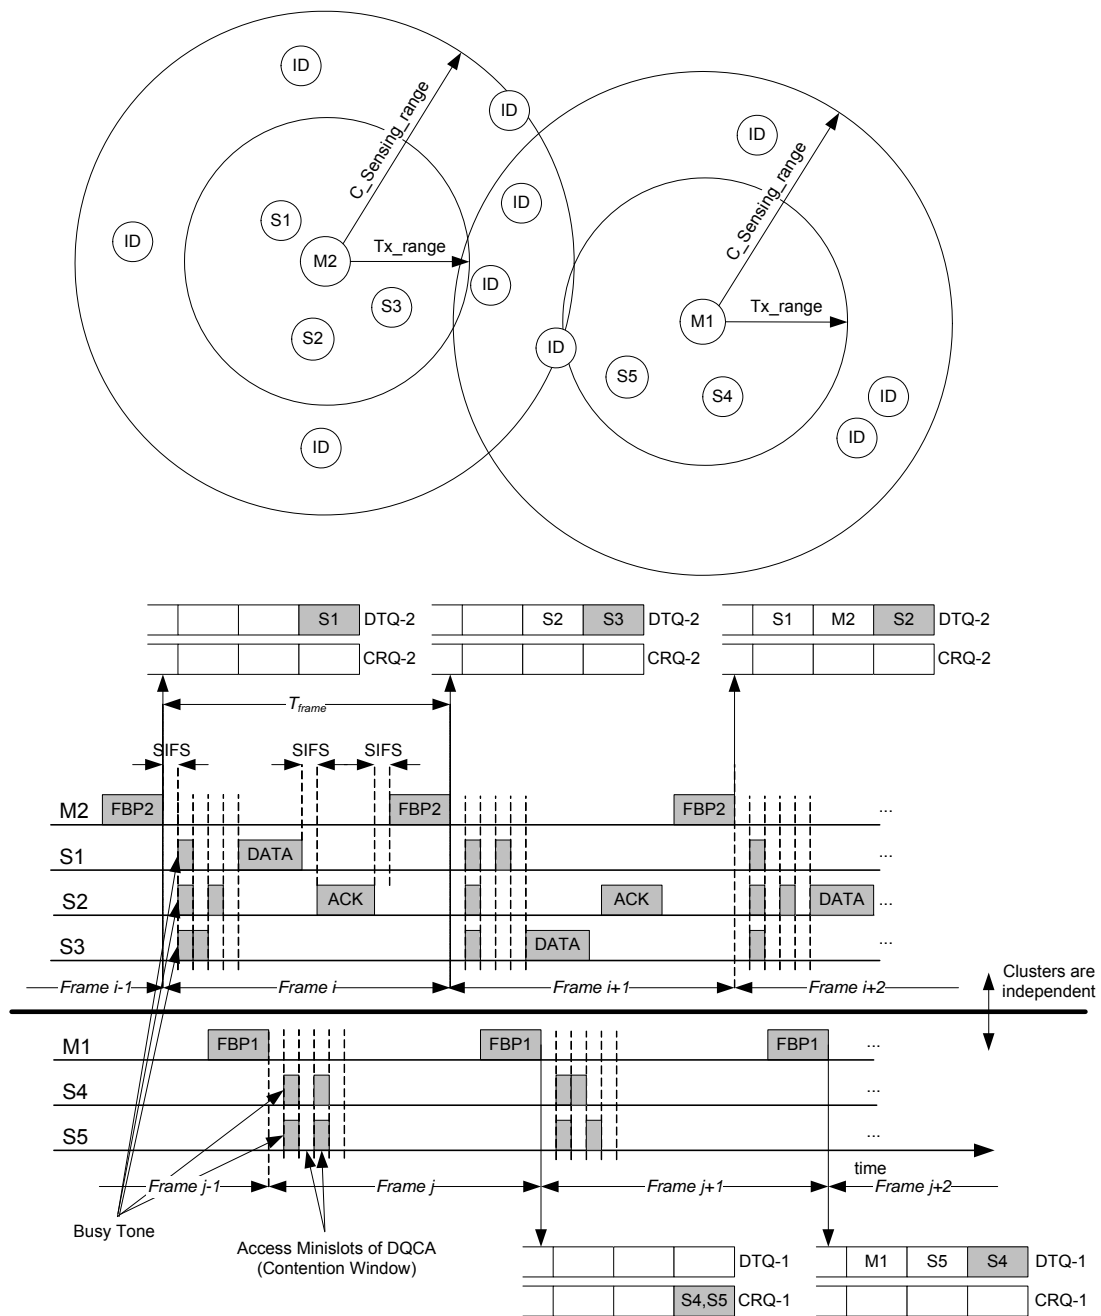 ID
ID
C_Sensing_range
ID
ID
C_Sensing_range
ID
S1
ID
M2
Tx_range
ID
S3
Tx_range
M1
S2
ID
S5
S4
ID
ID
ID
S1 DTQ-2
S2 S3 DTQ-2
S1 M2 S2 DTQ-2
CRQ-2
CRQ-2
CRQ-2
Tframe
SIFS SIFS SIFS
M2 FBP2 FBP2 FBP2 ...
S1 DATA ...
S2 ACK ACK DATA ...
S3 DATA ...
Frame i-1 Frame i Frame i+1 Frame i+2
Clusters are
independent
M1 FBP1 FBP1 FBP1 ...
S4
S5 ...
time
Frame j-1 Frame j Frame j+1 Frame j+2
Busy Tone
Access Minislots of DQCA
(Contention Window)
DTQ-1
M1 S5 S4 DTQ-1
S4,S5 CRQ-1
CRQ-1